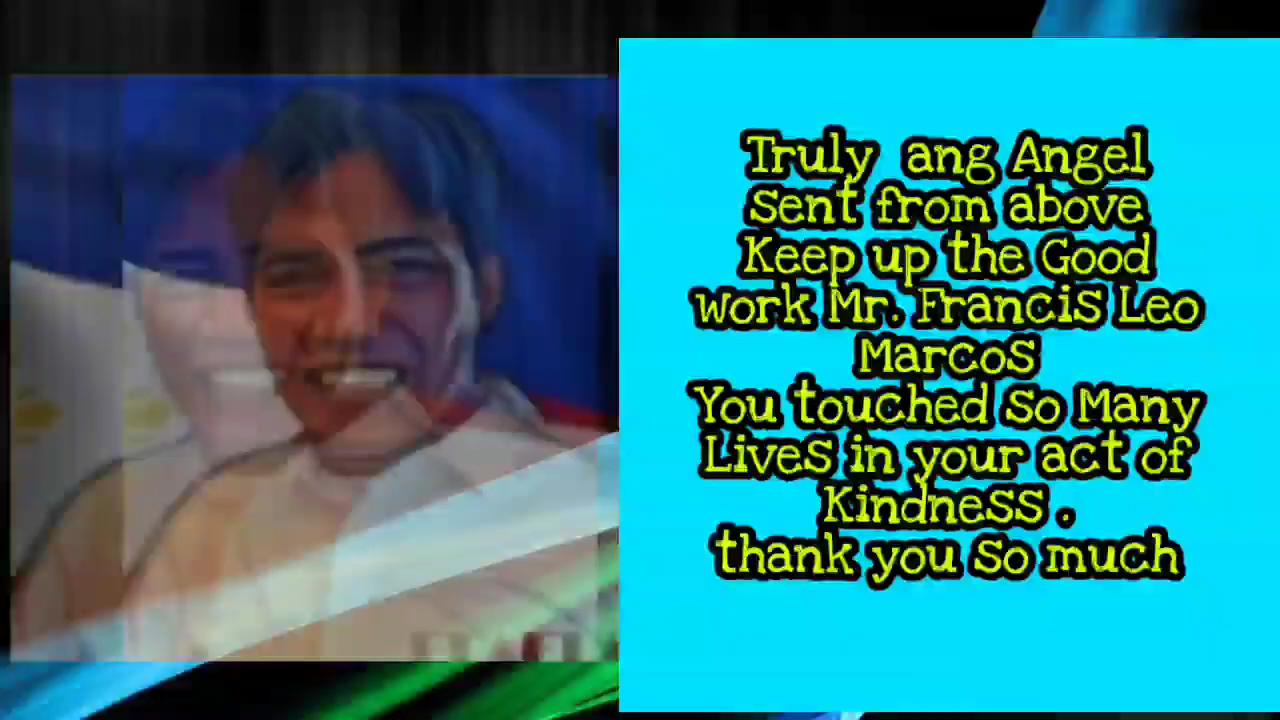 Truly ang Angel
sent from above
Keep up the Good
work Mr. Francis Leo
Marcos
You touched so Many
Lives in your act of
Kindness .
thank you so much